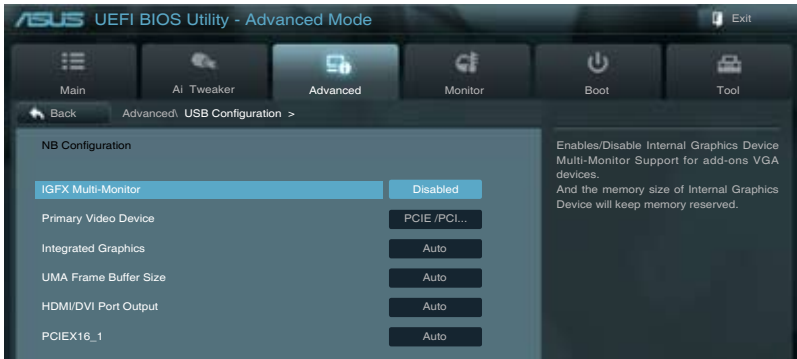 ASUS UEFI BIOS Utility - Advanced Mode
Exit
Main
Ai Tweaker
Advanced
Monitor
Boot
Tool
Back
Advanced\ USB Configuration >
NB Configuration
IGFX Multi-Monitor Disabled
Primary Video Device PCIE /PCI...
Integrated Graphics Auto
UMA Frame Buffer Size Auto
HDMI/DVI Port Output Auto
PCIEX16_1 Auto
Enables/Disable Internal Graphics Device
Multi-Monitor Support for add-ons VGA
devices.
And the memory size of Internal Graphics
Device will keep memory reserved.